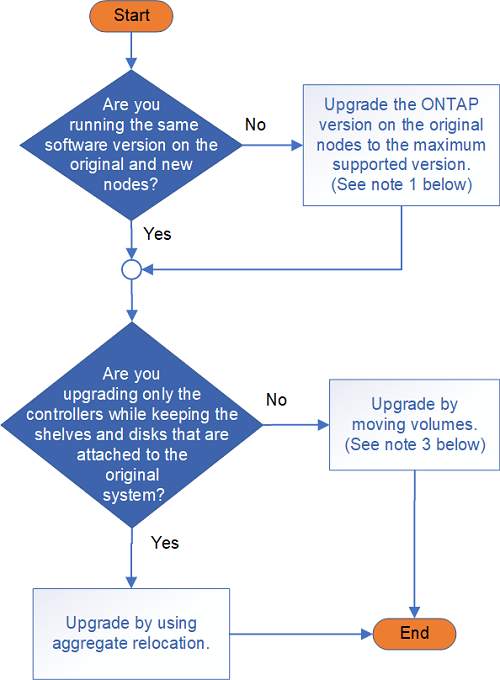 Start
Are you
running the same
software version on the
original and new
nodes?
No
Upgrade the ONTAP
version on the original
nodes to the maximum
supported version.
(See note 1 below)
Yes
Are you
upgrading only the
controllers while keeping the
shelves and disks that are
attached to the
original
system?
No
Upgrade by
moving volumes.
(See note 3 below)
Yes
Upgrade by using
aggregate relocation.
End